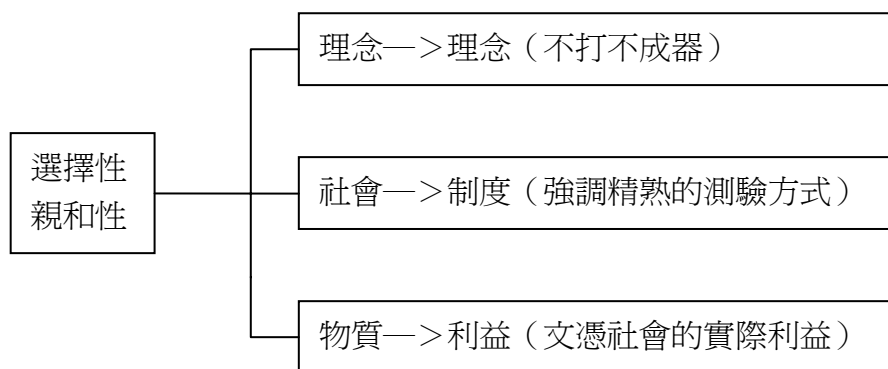 理念─>理念（不打不成器）
選擇性
親和性
社會─>制度（強調精熟的測驗方式）
物質─>利益（文憑社會的實際利益）